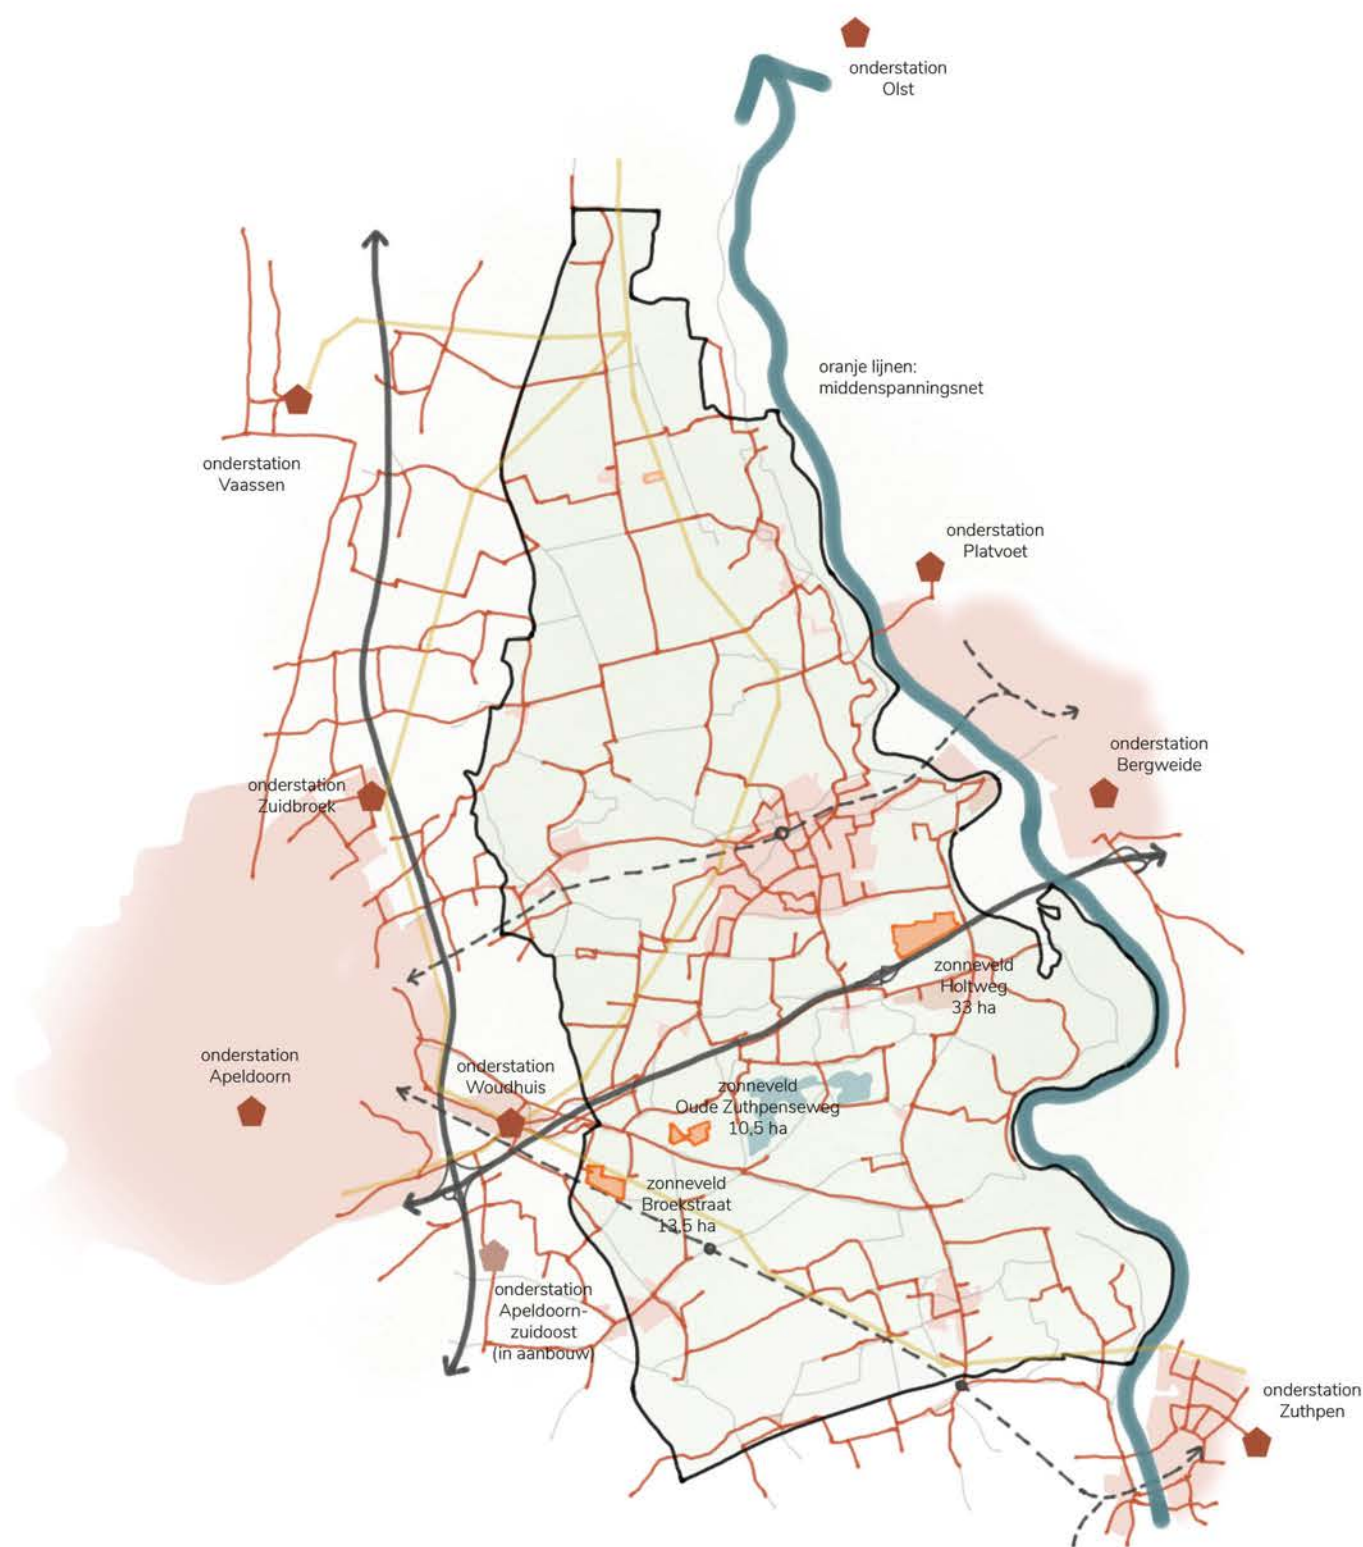 onderstation
Olst
oranje lijnen:
middenspanningsnet
onderstation
Vaassen
onderstation
Platvoet
onderstation
Bergweide
onderstation
Zuidbroek
zonneveld
Holtweg
33 ha
onderstation
Apeldoorn
onderstation
Woudhuis
zonneveld
Oude Zuthpenseweg
10,5 ha
zonneveld
Broekstraat
13,5 ha
onderstation
Apeldoorn-
zuidoost
(in aanbouw)
onderstation
Zuthpen